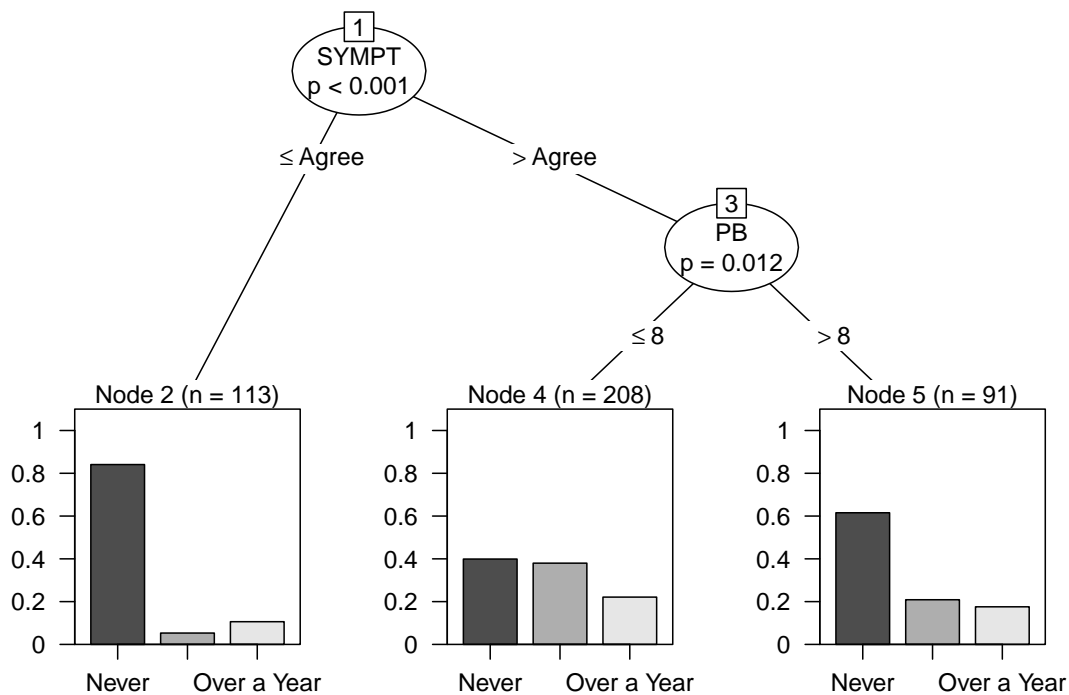 1
SYMPT
p < 0.001
≤ Agree
> Agree
3
PB
p = 0.012
≤ 8
> 8
Node 2 (n = 113)
1
0.8
0.6
0.4
0.2
0
Never
Over a Year
Node 4 (n = 208)
1
0.8
0.6
0.4
0.2
0
Never
Over a Year
Node 5 (n = 91)
1
0.8
0.6
0.4
0.2
0
Never
Over a Year